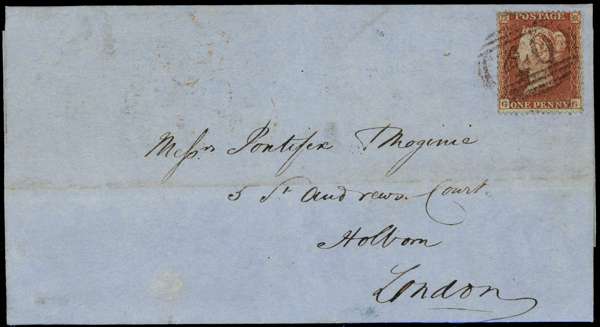 POSTAGE
ONE PENNY
Messrs Pontifex & Moginie
5 St Andrews Court
Holborn
London